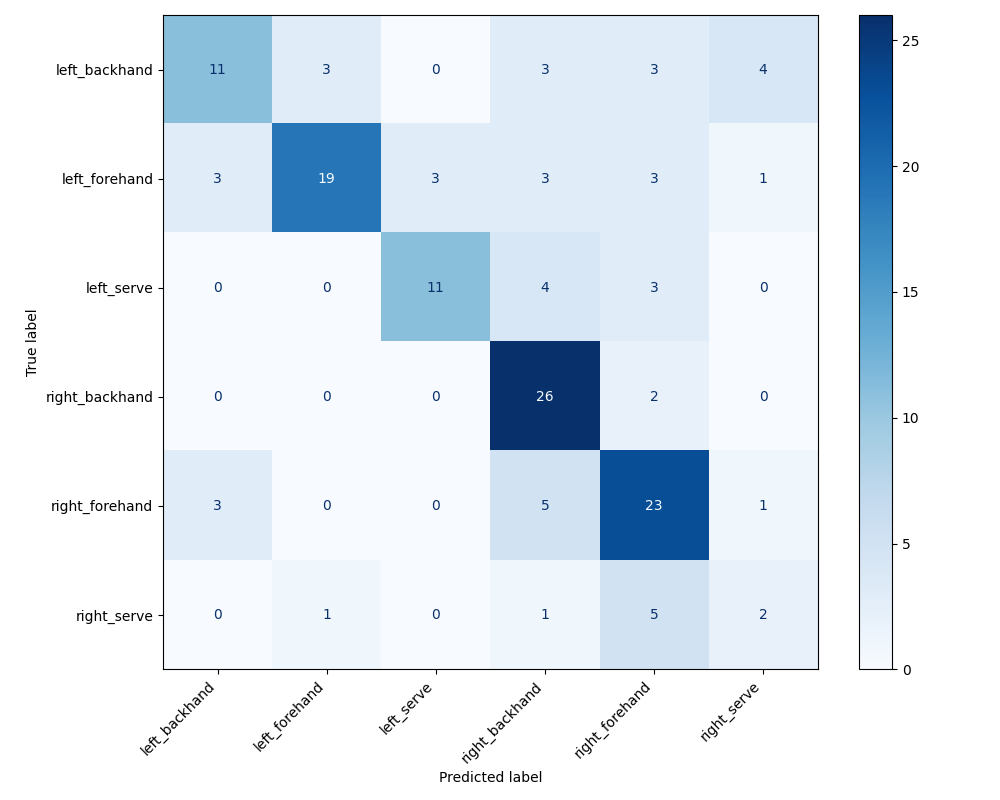 left_backhand 11 3 0 3 3 4
left_forehand 3 19 3 3 3 1
left_serve 0 0 11 4 3 0
right_backhand 0 0 0 26 2 0
right_forehand 3 0 0 5 23 1
right_serve 0 1 0 1 5 2
True label
left_backhand left_forehand left_serve right_backhand right_forehand right_serve
Predicted label
25
20
15
10
5
0